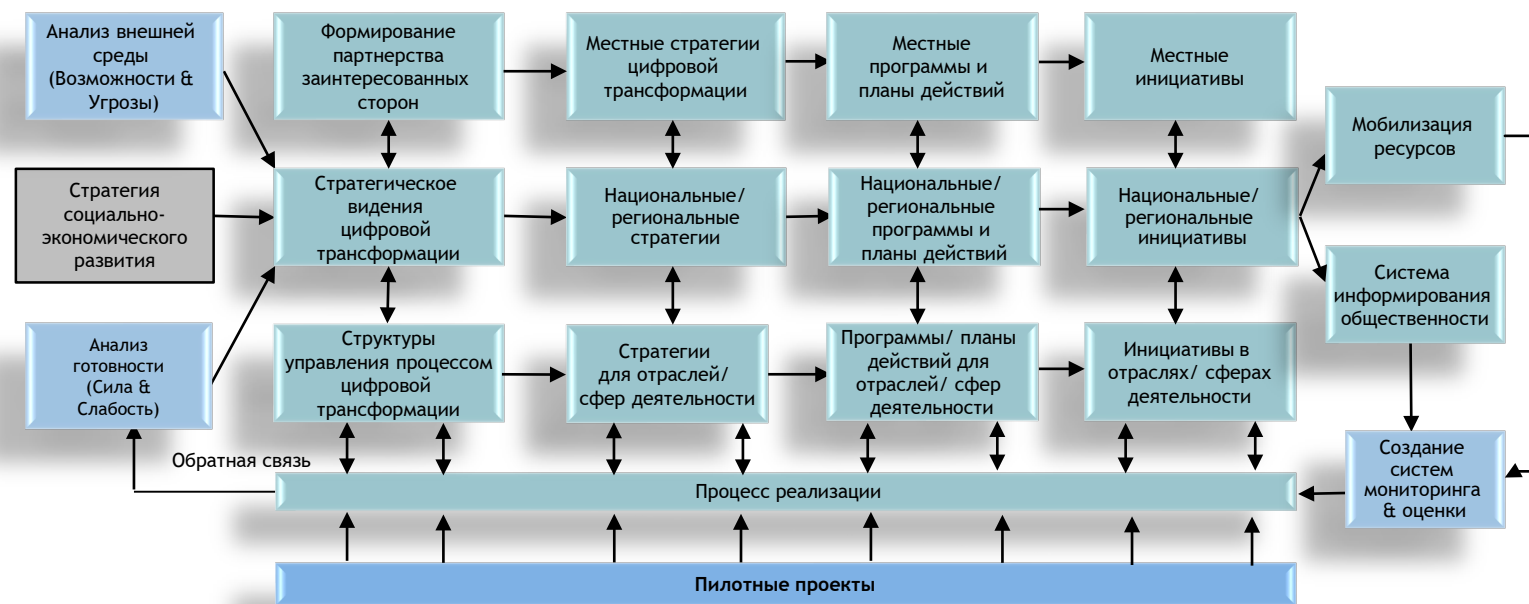 Анализ внешней
среды
(Возможности &
Угрозы)
Формирование
партнерства
заинтересованных
сторон
Местные стратегии
цифровой
трансформации
Местные
программы и
планы действий
Местные
инициативы
Мобилизация
ресурсов
Стратегия
социально-
экономического
развития
Стратегическое
видения
цифровой
трансформации
Национальные/
региональные
стратегии
Национальные/
региональные
программы и
планы действий
Национальные/
региональные
инициативы
Система
информирования
общественности
Анализ
готовности
(Сила &
Слабость)
Структуры
управления процессом
цифровой
трансформации
Стратегии
для отраслей/
сфер деятельности
Программы/ планы
действий для
отраслей/ сфер
деятельности
Инициативы в
отраслях/ сферах
деятельности
Создание
систем
мониторинга
& оценки
Обратная связь
Процесс реализации
Пилотные проекты